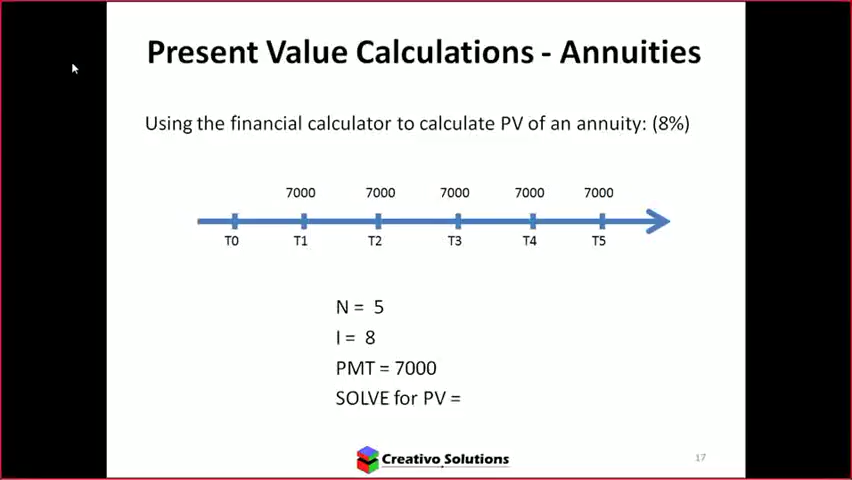 Present Value Calculations - Annuities
Using the financial calculator to calculate PV of an annuity: (8%)
7000 7000 7000 7000 7000
T0 T1 T2 T3 T4 T5
N = 5
I = 8
PMT = 7000
SOLVE for PV =
Creativo Solutions
17